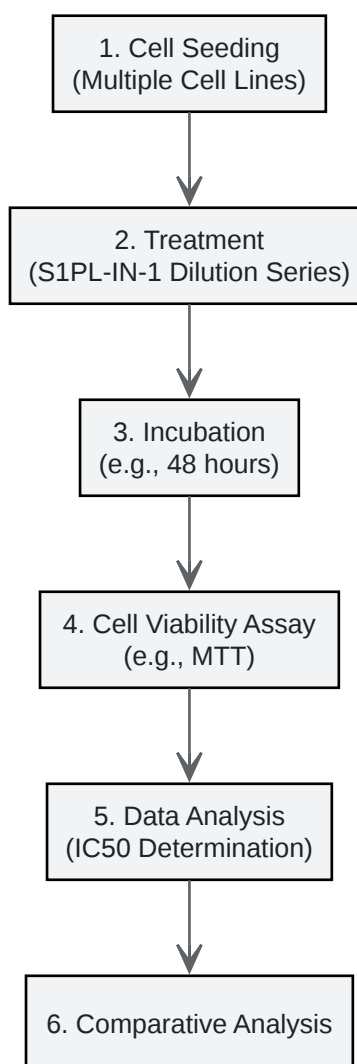 1. Cell Seeding
(Multiple Cell Lines)
2. Treatment
(S1PL-IN-1 Dilution Series)
3. Incubation
(e.g., 48 hours)
4. Cell Viability Assay
(e.g., MTT)
5. Data Analysis
(IC50 Determination)
6. Comparative Analysis